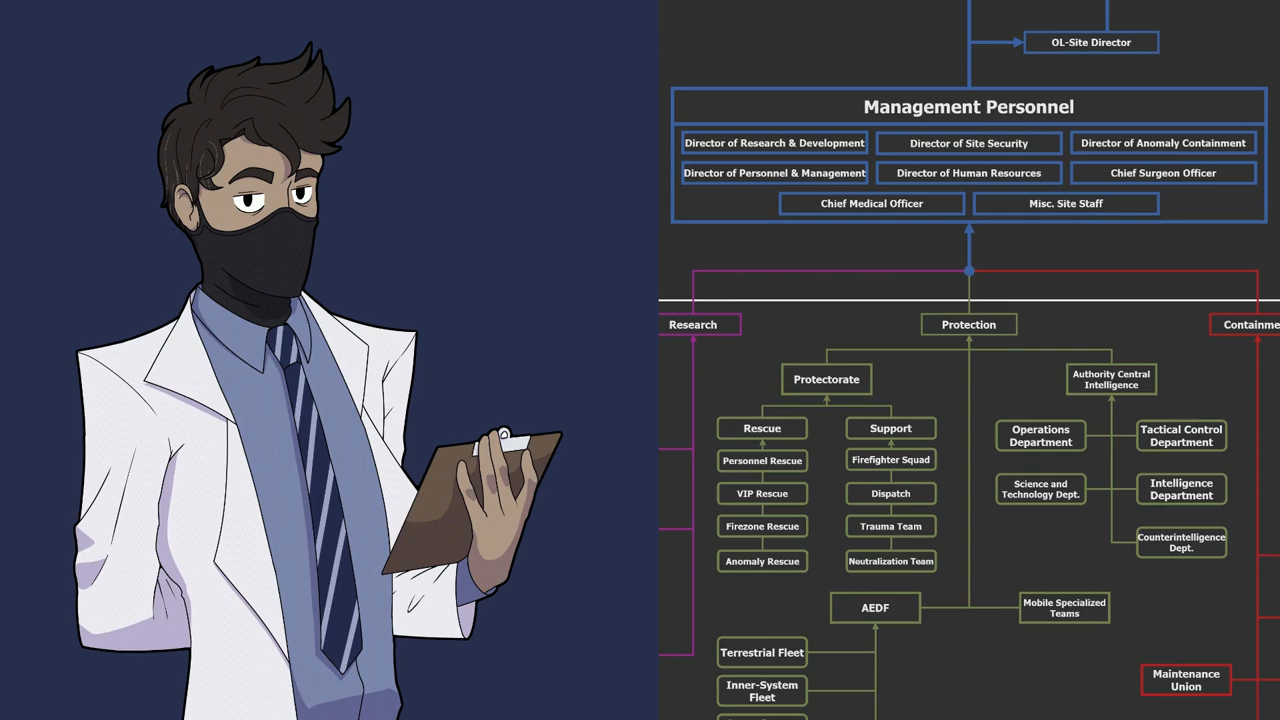 OL-Site Director
Management Personnel
Director of Research & Development
Director of Site Security
Director of Anomaly Containment
Director of Personnel & Management
Director of Human Resources
Chief Surgeon Officer
Chief Medical Officer
Misc. Site Staff
Research
Protection
Containme
Protectorate
Authority Central
Intelligence
Rescue
Support
Operations
Department
Tactical Control
Department
Personnel Rescue
Firefighter Squad
VIP Rescue
Dispatch
Science and
Technology Dept.
Intelligence
Department
Firezone Rescue
Trauma Team
Counterintelligence
Dept.
Anomaly Rescue
Neutralization Team
AEDF
Mobile Specialized
Teams
Terrestrial Fleet
Maintenance
Union
Inner-System
Fleet